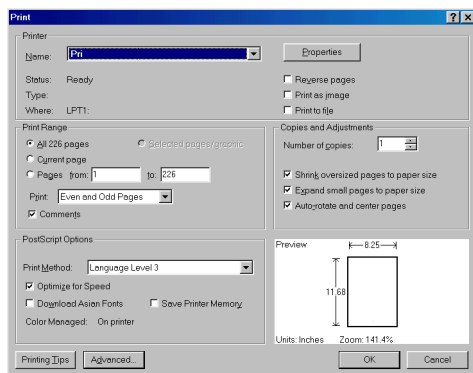 Print
Printer
Name: Pri
Properties
Status: Ready
Type:
Where: LPT1:
Reverse pages
Print as image
Print to file
Print Range
All 226 pages
Selected pages/graphic
Current page
Pages from: 1 to: 226
Print: Even and Odd Pages
Comments
Copies and Adjustments
Number of copies: 1
Shrink oversized pages to paper size
Expand small pages to paper size
Auto-rotate and center pages
PostScript Options
Print Method: Language Level 3
Optimize for Speed
Download Asian Fonts
Save Printer Memory
Color Managed: On printer
Preview
8.25
11.68
Units: Inches Zoom: 141.4%
Printing Tips
Advanced...
OK
Cancel